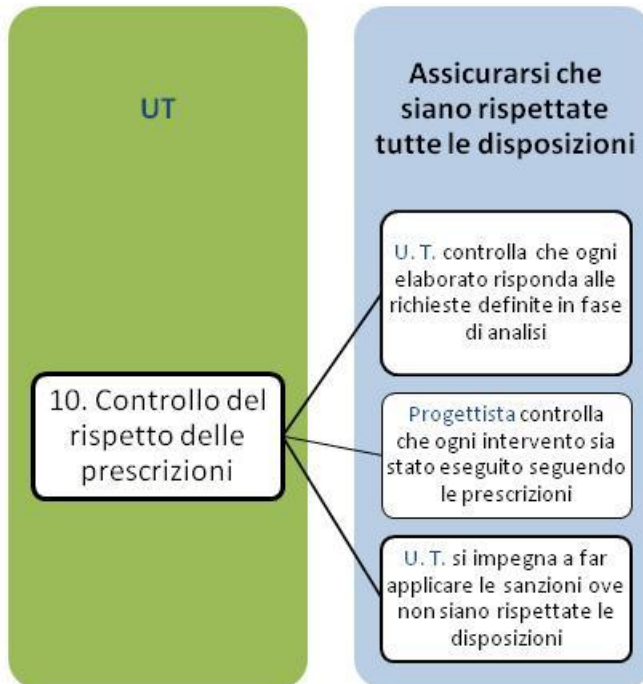 UT
10. Controllo del
rispetto delle
prescrizioni
Assicurarsi che
siano rispettate
tutte le disposizioni
U. T. controlla che ogni
elaborato risponda alle
richieste definite in fase
di analisi
Progettista controlla
che ogni intervento sia
stato eseguito seguendo
le prescrizioni
U. T. si impegna a far
applicare le sanzioni ove
non siano rispettate le
disposizioni